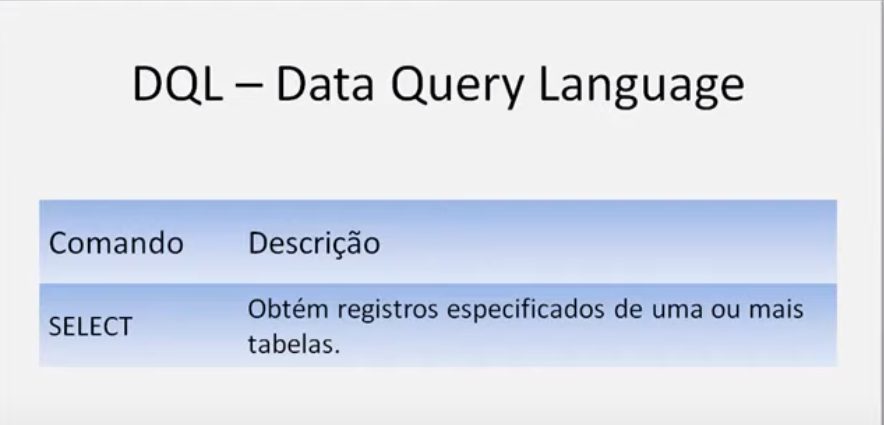 DQL – Data Query Language
Comando Descrição
SELECT Obtém registros especificados de uma ou mais
tabelas.